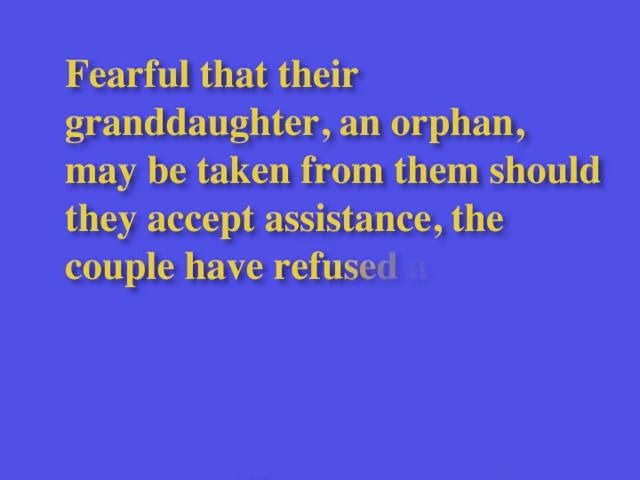 Fearful that their
granddaughter, an orphan,
may be taken from them should
they accept assistance, the
couple have refused